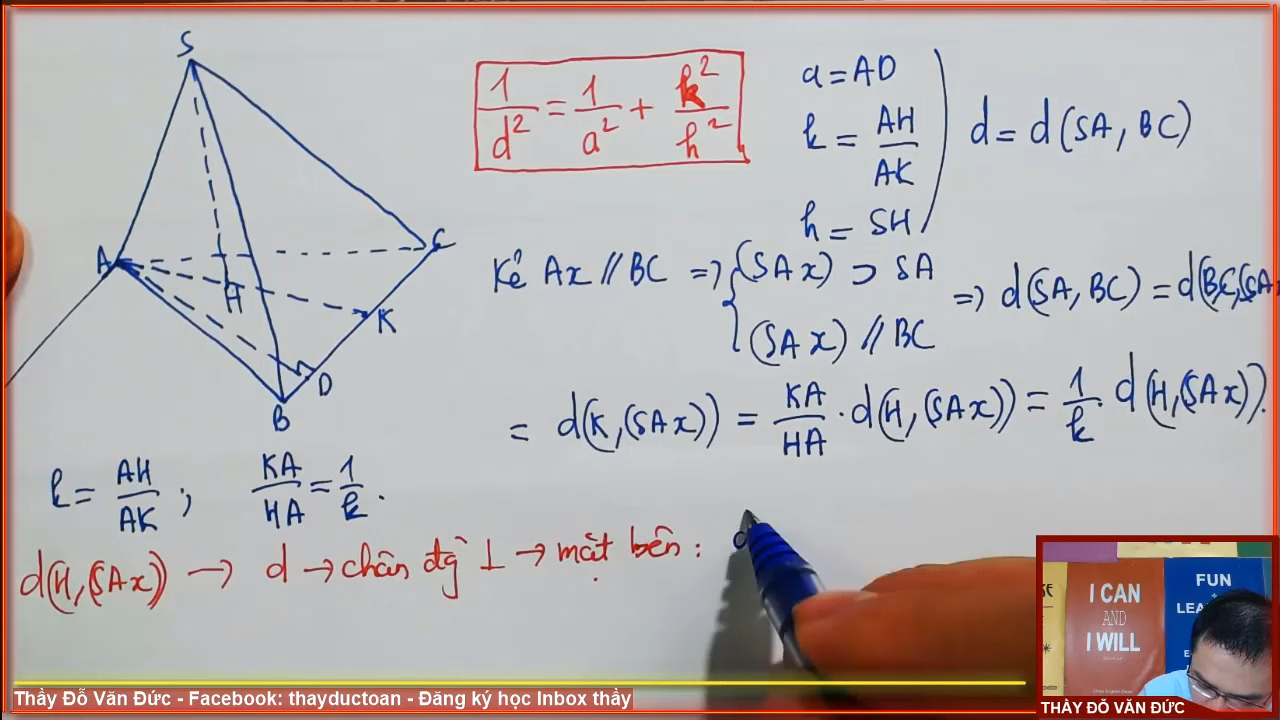 S
A
H
C
K
D
B
1/d² = 1/a² + k²/h²
a = AD
k = AH/AK
h = SH
d = d(SA, BC)
Kẻ Ax // BC => { (SAx) ⊃ SA
(SAx) // BC
=> d(SA, BC) = d(BC,(SA
= d(K,(SAx)) = KA/HA . d(H,(SAx)) = 1/k . d(H,(SAx)).
k = AH/AK ; KA/HA = 1/k .
d(H,(SAx)) → d → chân đg ⊥ → mặt bên :
I CAN
AND
I WILL
FUN
+
Thầy Đỗ Văn Đức - Facebook: thayductoan - Đăng ký học Inbox thầy
THẦY ĐỖ VĂN ĐỨC